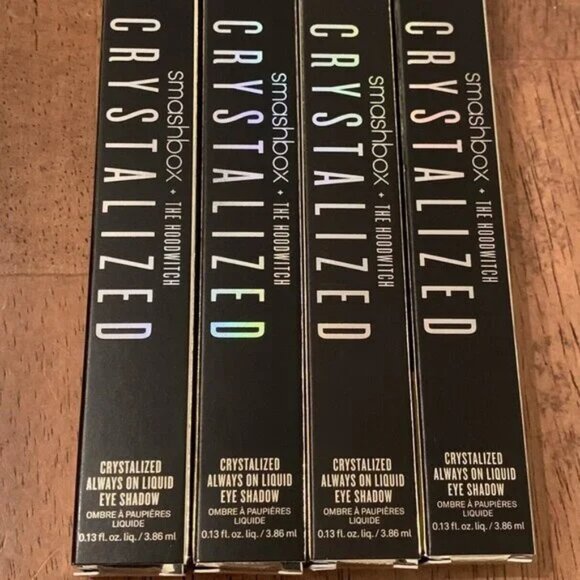 CRYSTALIZED
smashbox + THE HOODWITCH
CRYSTALIZED
ALWAYS ON LIQUID
EYE SHADOW
OMBRE À PAUPIÈRES
LIQUIDE
0.13 fl. oz. liq. / 3.86 ml
CRYSTALIZED
smashbox + THE HOODWITCH
CRYSTALIZED
ALWAYS ON LIQUID
EYE SHADOW
OMBRE À PAUPIÈRES
LIQUIDE
0.13 fl. oz. liq. / 3.86 ml
CRYSTALIZED
smashbox + THE HOODWITCH
CRYSTALIZED
ALWAYS ON LIQUID
EYE SHADOW
OMBRE À PAUPIÈRES
LIQUIDE
0.13 fl. oz. liq. / 3.86 ml
CRYSTALIZED
smashbox + THE HOODWITCH
CRYSTALIZED
ALWAYS ON LIQUID
EYE SHADOW
OMBRE À PAUPIÈRES
LIQUIDE
0.13 fl. oz. liq. / 3.86 ml